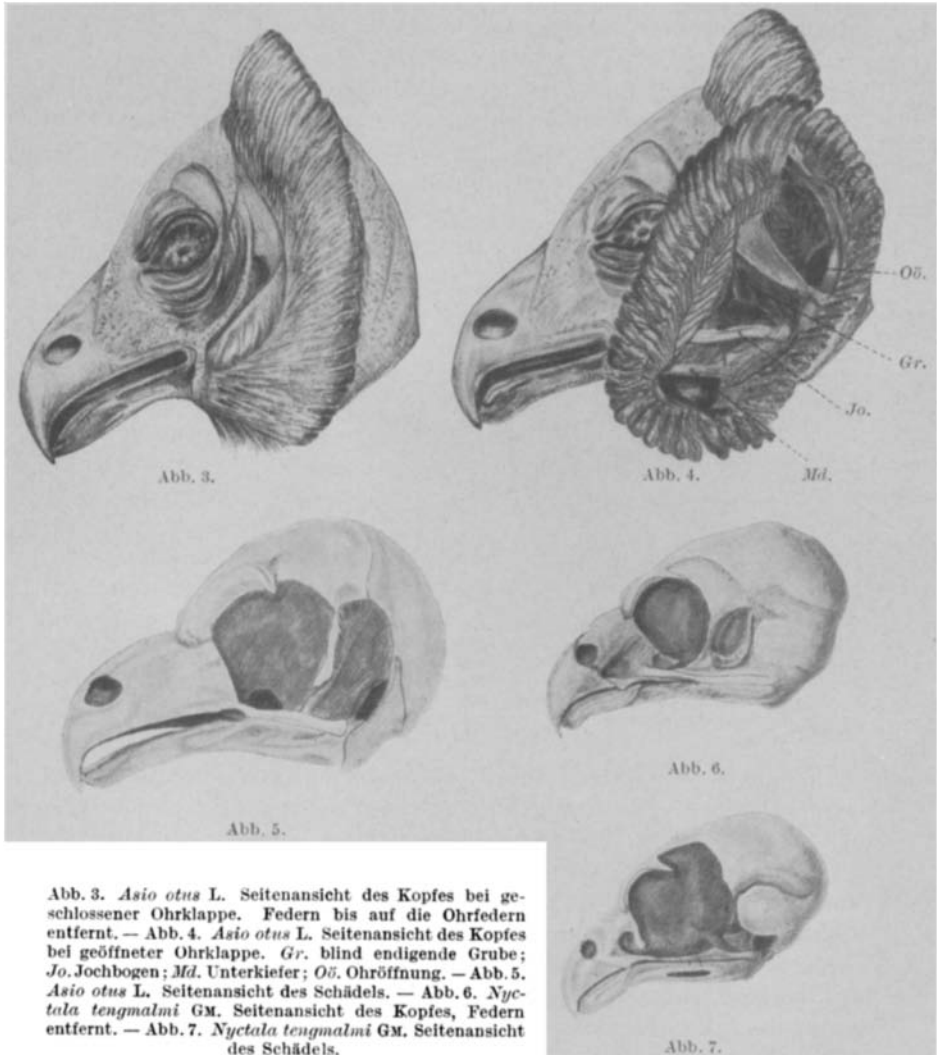 Oö.
Gr.
Jo.
Abb. 3.
Abb. 4.
Md.
Abb. 5.
Abb. 6.
Abb. 7.
Abb. 3. Asio otus L. Seitenansicht des Kopfes bei ge-
schlossener Ohrklappe. Federn bis auf die Ohrfedern
entfernt. — Abb. 4. Asio otus L. Seitenansicht des Kopfes
bei geöffneter Ohrklappe. Gr. blind endigende Grube;
Jo. Jochbogen; Md. Unterkiefer; Oö. Ohröffnung. — Abb. 5.
Asio otus L. Seitenansicht des Schädels. — Abb. 6. Nyc-
tala tengmalmi GM. Seitenansicht des Kopfes, Federn
entfernt. — Abb. 7. Nyctala tengmalmi GM. Seitenansicht
des Schädels.